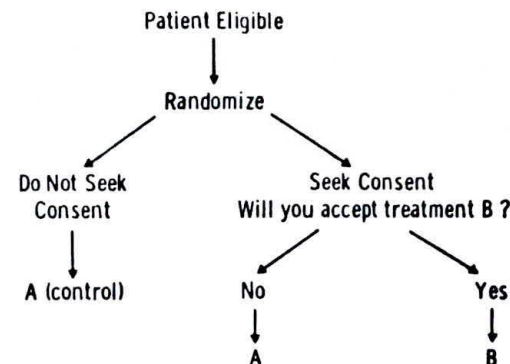 Patient Eligible
Randomize
Do Not Seek
Consent
Seek Consent
Will you accept treatment B ?
A (control)
No
Yes
A
B